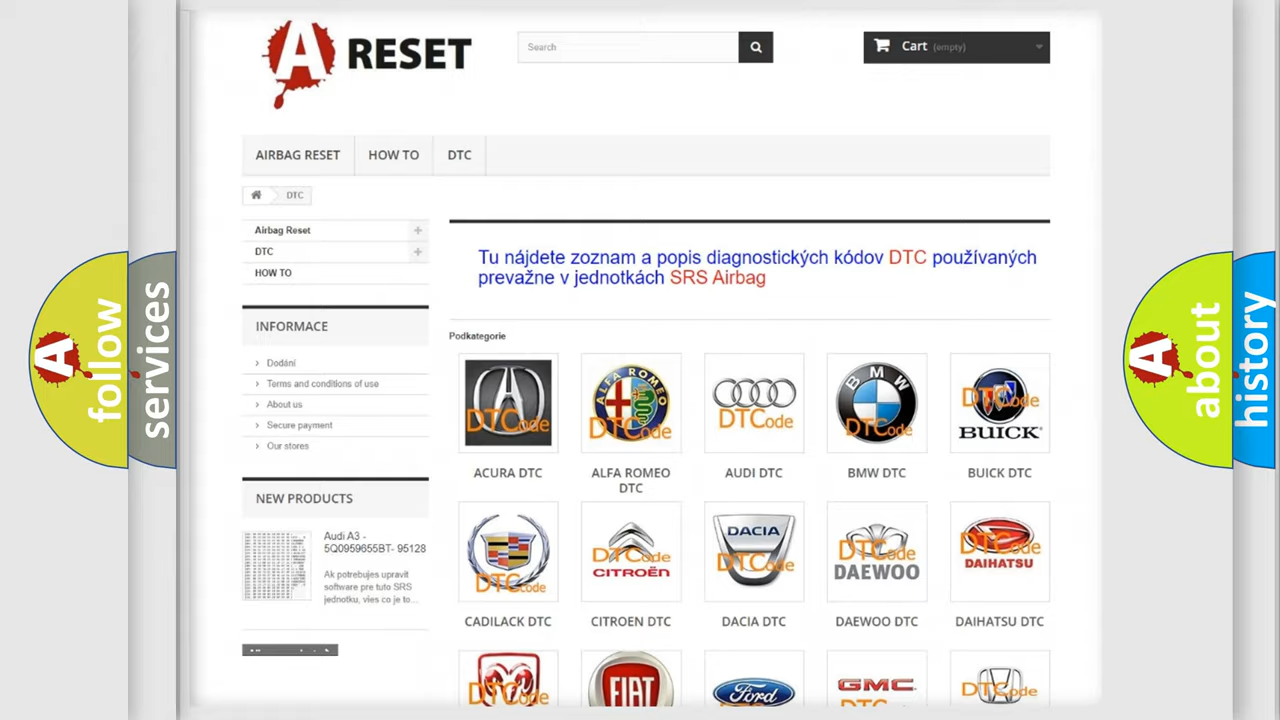 A RESET
Search
Cart (empty)
AIRBAG RESET
HOW TO
DTC
DTC
Airbag Reset
DTC
HOW TO
INFORMACE
Dodání
Terms and conditions of use
About us
Secure payment
Our stores
NEW PRODUCTS
Audi A3 -
5Q0959655BT- 95128
Ak potrebujes upravit
software pre tuto SRS
jednotku, vies co je to...
Tu nájdete zoznam a popis diagnostických kódov DTC používaných
prevažne v jednotkách SRS Airbag
Podkategorie
DTCode
ALFA ROMEO
DTCode
DTCode
BMW
DTCode
DTCode
BUICK
ACURA DTC
ALFA ROMEO
DTC
AUDI DTC
BMW DTC
BUICK DTC
DTCode
DTCode
CITROËN
DACIA
DTCode
DTCode
DAEWOO
DTCode
DAIHATSU
CADILACK DTC
CITROEN DTC
DACIA DTC
DAEWOO DTC
DAIHATSU DTC
DTCode
FIAT
Ford
GMC
DTCode
A follow
services
A about
history